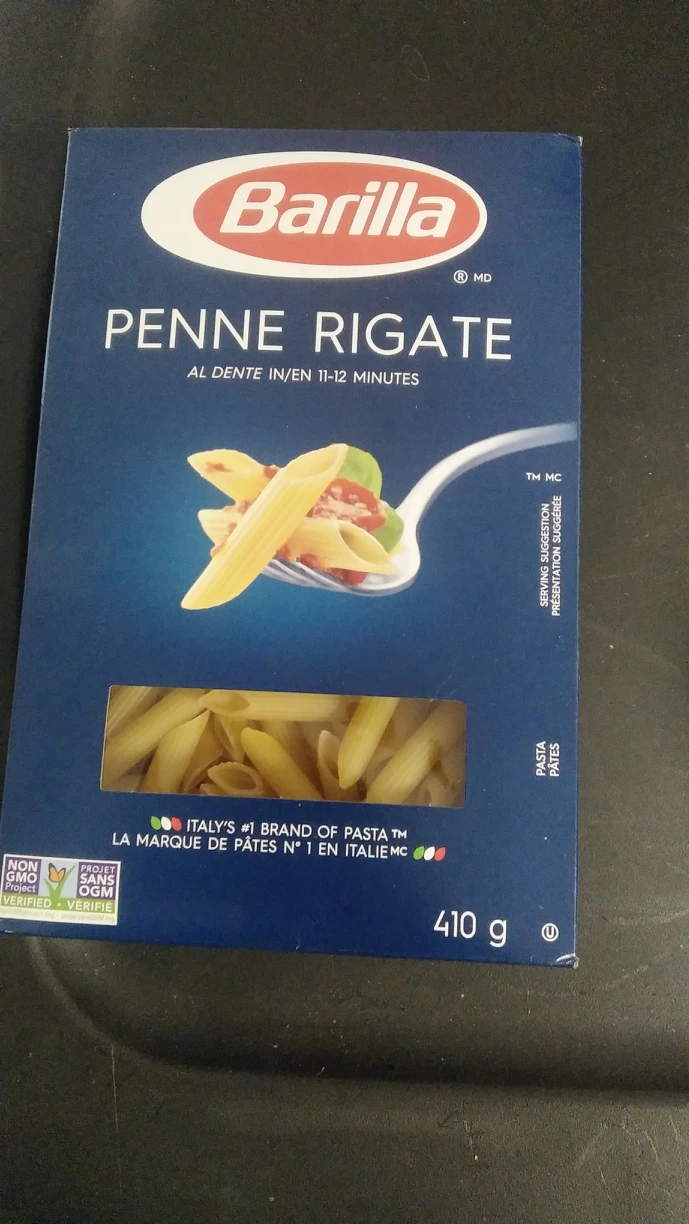 Barilla
® MD
PENNE RIGATE
AL DENTE IN/EN 11-12 MINUTES
TM MC
SERVING SUGGESTION
PRÉSENTATION SUGGÉRÉE
PASTA
PÂTES
ITALY'S #1 BRAND OF PASTA TM
LA MARQUE DE PÂTES N° 1 EN ITALIE MC
NON
GMO
Project
PROJET
SANS
OGM
VERIFIED • VÉRIFIÉ
410 g
U